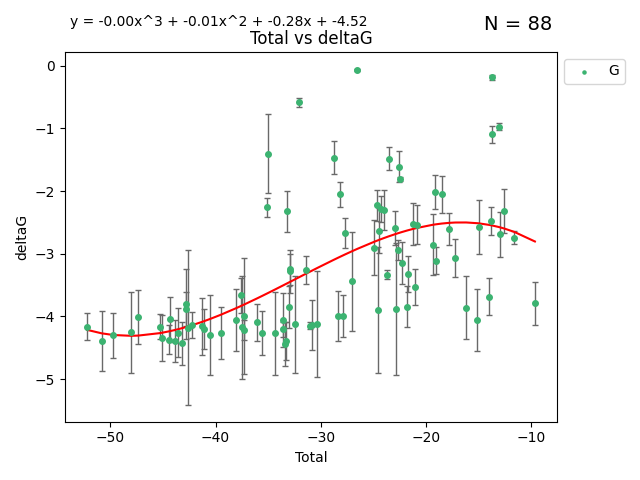 y = -0.00x^3 + -0.01x^2 + -0.28x + -4.52
N = 88
Total vs deltaG
G
deltaG
0
−1
−2
−3
−4
−5
−50
−40
−30
−20
−10
Total